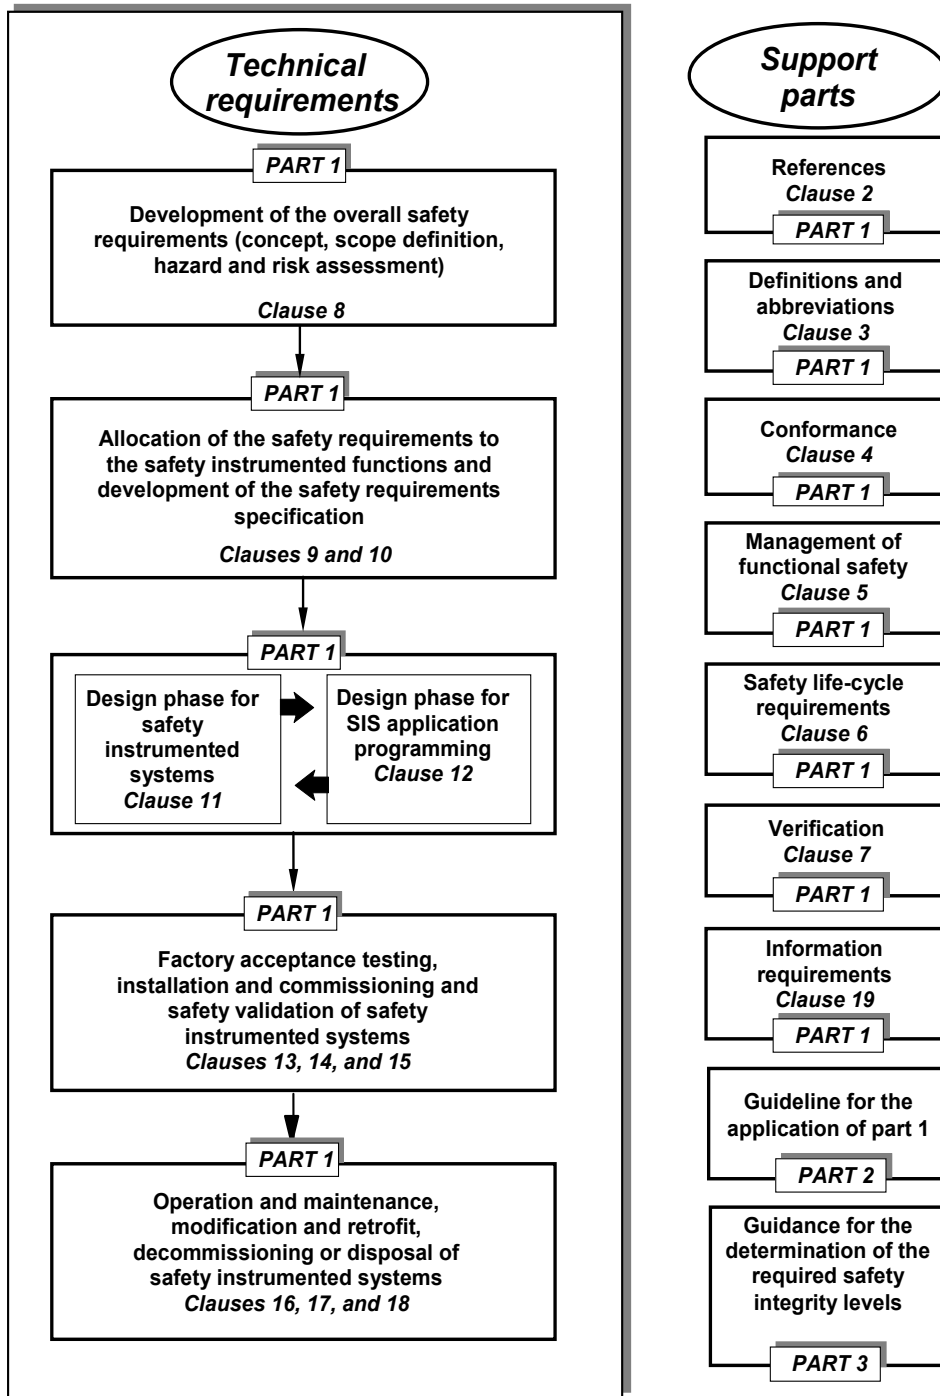 Technical
requirements
PART 1
Development of the overall safety
requirements (concept, scope definition,
hazard and risk assessment)
Clause 8
PART 1
Allocation of the safety requirements to
the safety instrumented functions and
development of the safety requirements
specification
Clauses 9 and 10
PART 1
Design phase for
safety
instrumented
systems
Clause 11
Design phase for
SIS application
programming
Clause 12
PART 1
Factory acceptance testing,
installation and commissioning and
safety validation of safety
instrumented systems
Clauses 13, 14, and 15
PART 1
Operation and maintenance,
modification and retrofit,
decommissioning or disposal of
safety instrumented systems
Clauses 16, 17, and 18
Support
parts
References
Clause 2
PART 1
Definitions and
abbreviations
Clause 3
PART 1
Conformance
Clause 4
PART 1
Management of
functional safety
Clause 5
PART 1
Safety life-cycle
requirements
Clause 6
PART 1
Verification
Clause 7
PART 1
Information
requirements
Clause 19
PART 1
Guideline for the
application of part 1
PART 2
Guidance for the
determination of the
required safety
integrity levels
PART 3